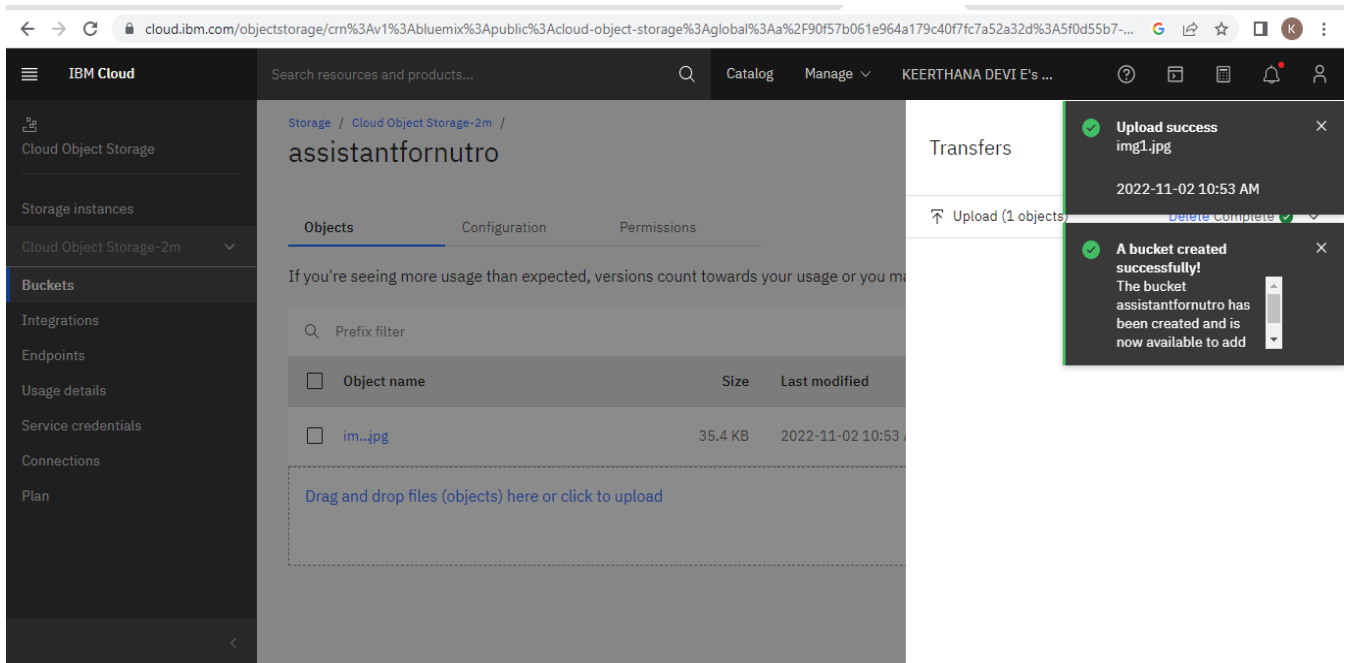 cloud.ibm.com/objectstorage/crn%3Av1%3Abluemix%3Apublic%3Acloud-object-storage%3Aglobal%3Aa%2F90f57b061e964a179c40f7fc7a52a32d%3A5f0d55b7-...
K
IBM Cloud
Search resources and products...
Catalog
Manage
KEERTHANA DEVI E's ...
Cloud Object Storage
Storage instances
Cloud Object Storage-2m
Buckets
Integrations
Endpoints
Usage details
Service credentials
Connections
Plan
Storage / Cloud Object Storage-2m /
assistantfornutro
Objects Configuration Permissions
If you're seeing more usage than expected, versions count towards your usage or you
Prefix filter
Object name Size Last modified
im...jpg 35.4 KB 2022-11-02 10:53
Drag and drop files (objects) here or click to upload
Transfers
Upload (1 objects)
Delete Complete
Upload success
img1.jpg
2022-11-02 10:53 AM
A bucket created
successfully!
The bucket
assistantfornutro has
been created and is
now available to add